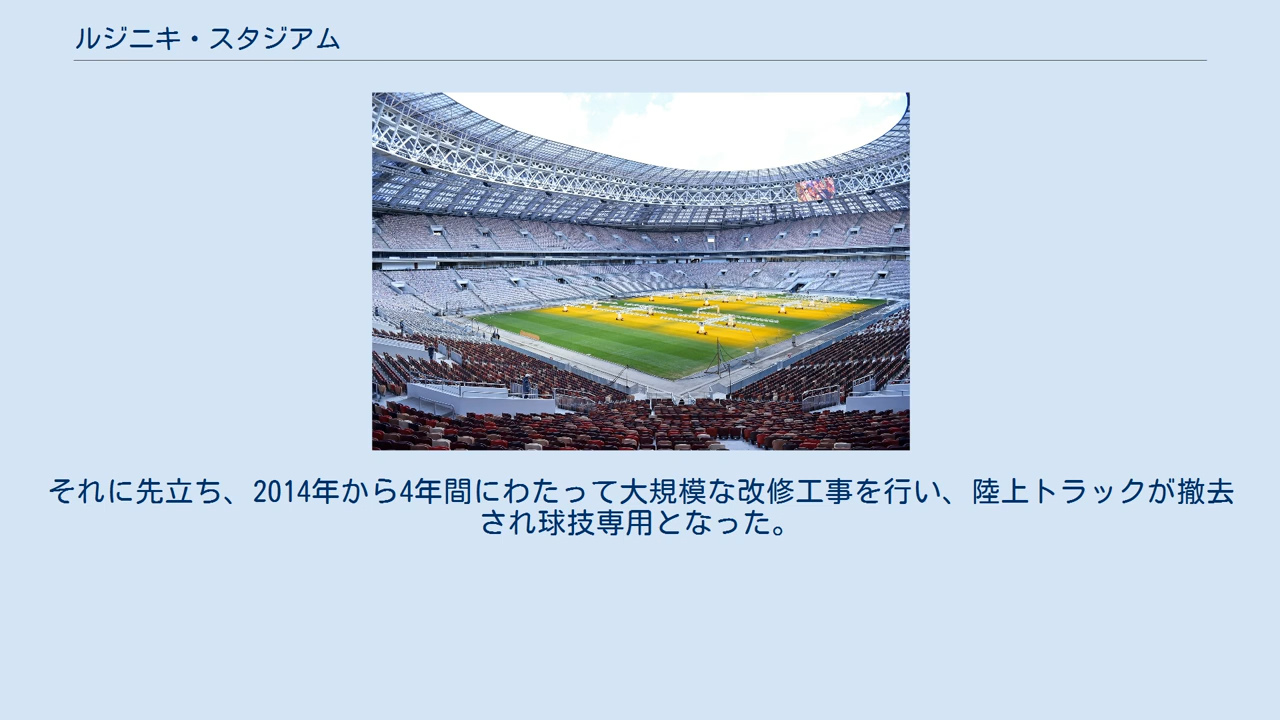 ルジニキ・スタジアム
それに先立ち、2014年から4年間にわたって大規模な改修工事を行い、陸上トラックが撤去
され球技専用となった。